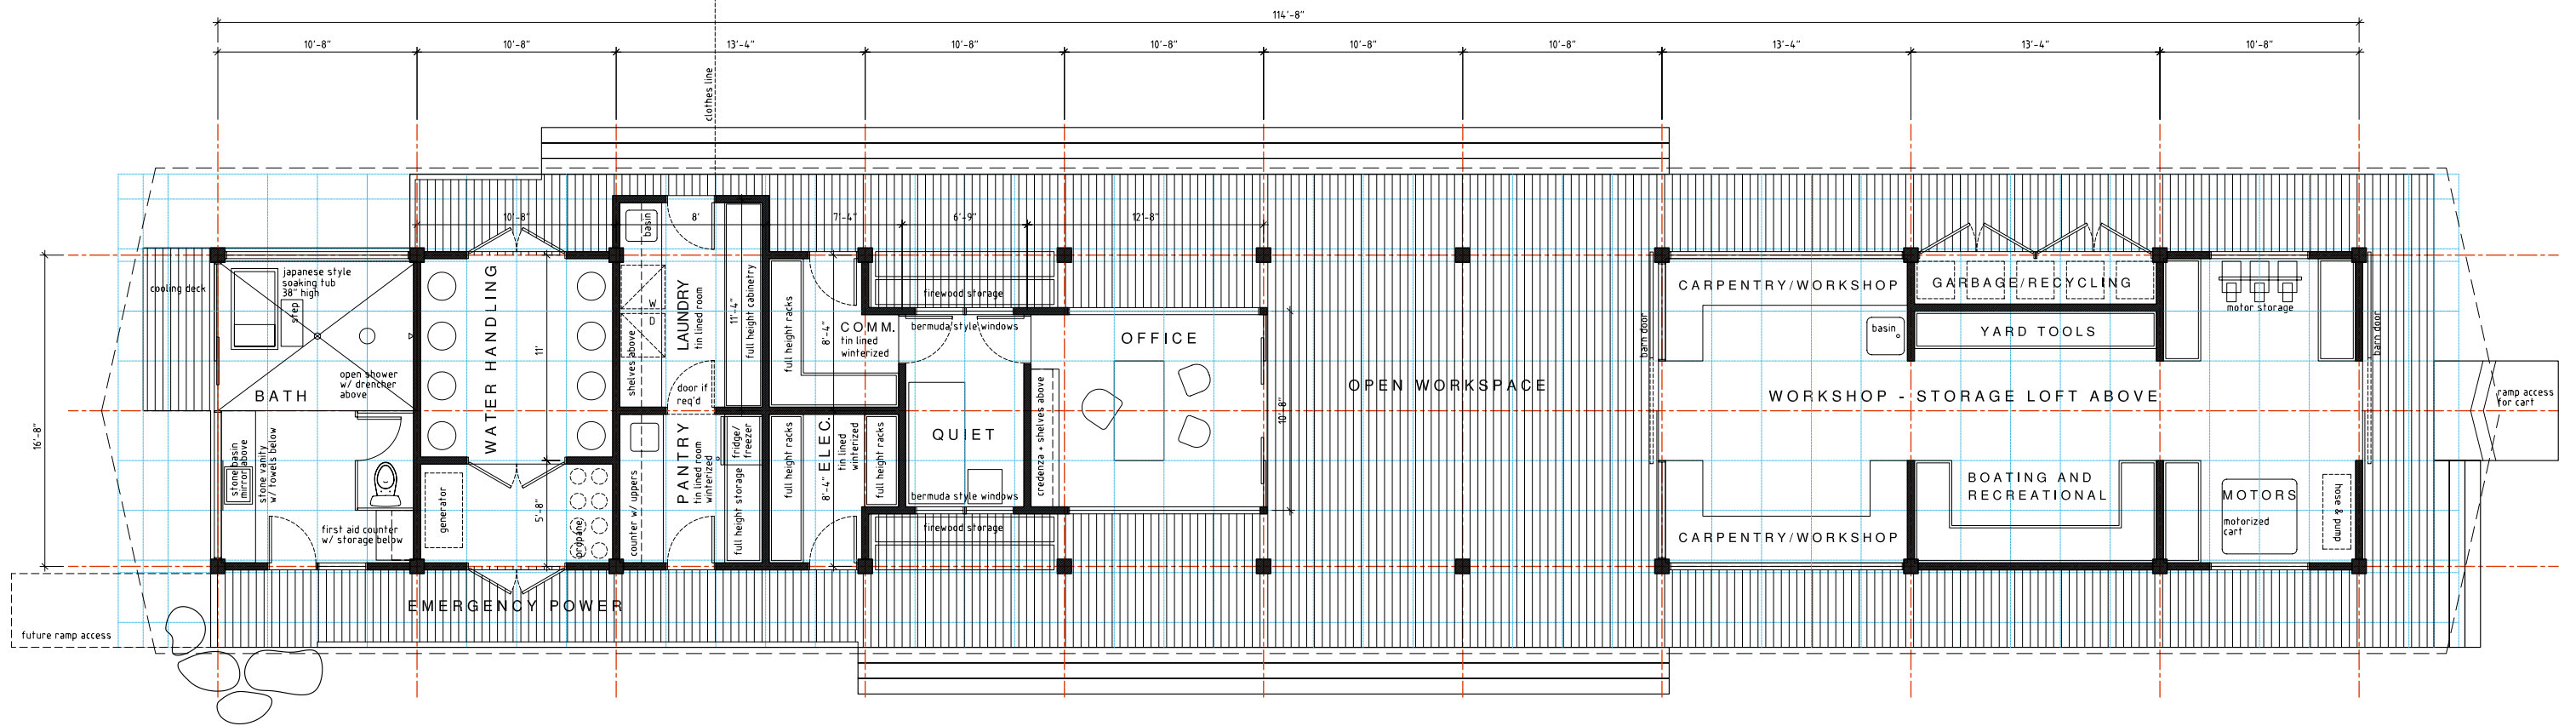 114'-8"
10'-8"
10'-8"
13'-4"
10'-8"
10'-8"
10'-8"
10'-8"
13'-4"
13'-4"
10'-8"
clothes line
10'-8"
8'
7'-4"
6'-9"
12'-8"
16'-8"
cooling deck
japanese style
soaking tub
38" high
step
open shower
w/ drencher
above
BATH
stone basin
mirror above
stone vanity
w/ towels below
first aid counter
w/ storage below
WATER HANDLING
11'
5'-8"
generator
propane
EMERGENCY POWER
future ramp access
basin
W
D
shelves above
LAUNDRY
tin lined room
11'-4"
full height cabinetry
door if
req'd
PANTRY
tin lined room
winterized
counter w/ uppers
fridge/
freezer
full height storage
full height racks
8'-4"
COMM.
tin lined
winterized
full height racks
8'-4"
ELEC.
tin lined
winterized
full height racks
firewood storage
bermuda style windows
QUIET
bermuda style windows
firewood storage
credenza + shelves above
OFFICE
10'-8"
OPEN WORKSPACE
barn door
CARPENTRY/WORKSHOP
basin
WORKSHOP - STORAGE LOFT ABOVE
CARPENTRY/WORKSHOP
GARBAGE/RECYCLING
YARD TOOLS
BOATING AND
RECREATIONAL
motor storage
MOTORS
motorized
cart
hose & pump
barn door
ramp access
for cart